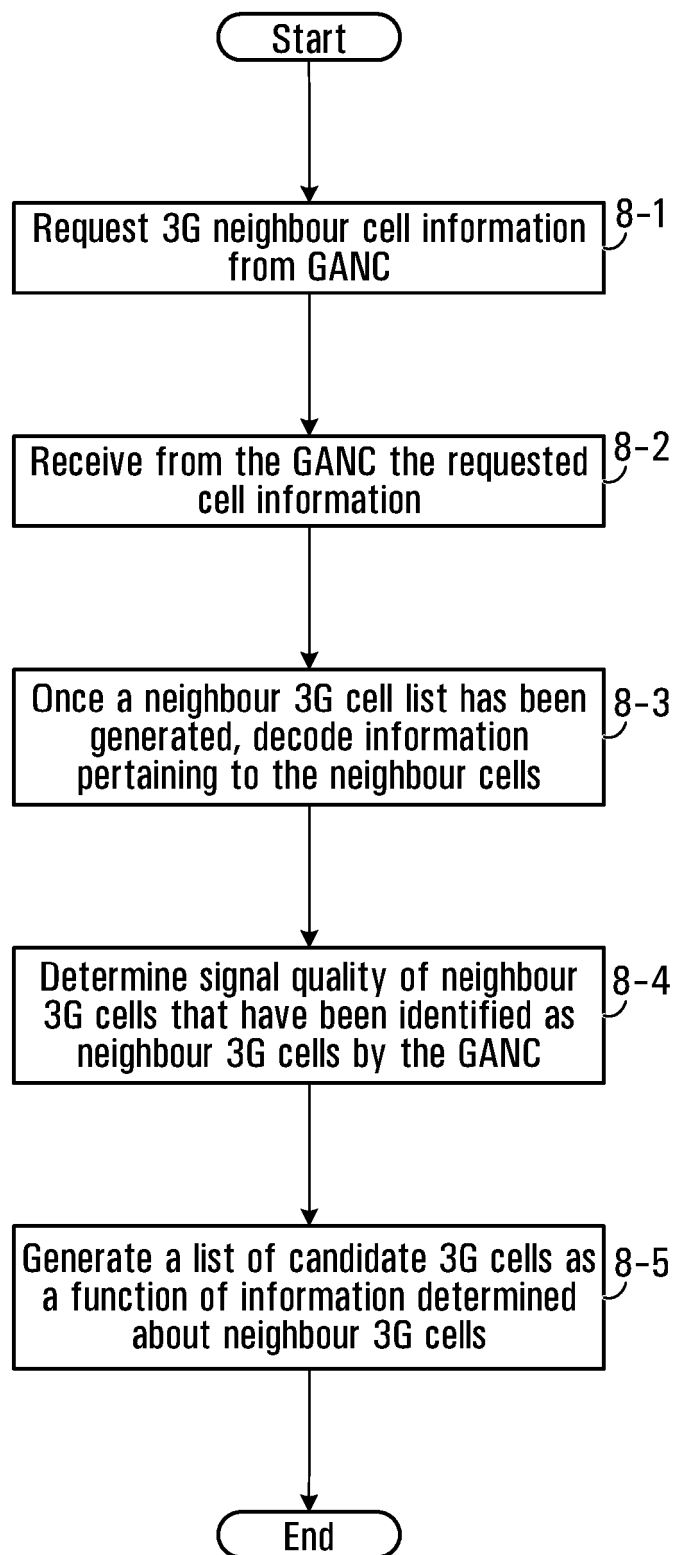 Start
Request 3G neighbour cell information
from GANC
8-1
Receive from the GANC the requested
cell information
8-2
Once a neighbour 3G cell list has been
generated, decode information
pertaining to the neighbour cells
8-3
Determine signal quality of neighbour
3G cells that have been identified as
neighbour 3G cells by the GANC
8-4
Generate a list of candidate 3G cells as
a function of information determined
about neighbour 3G cells
8-5
End